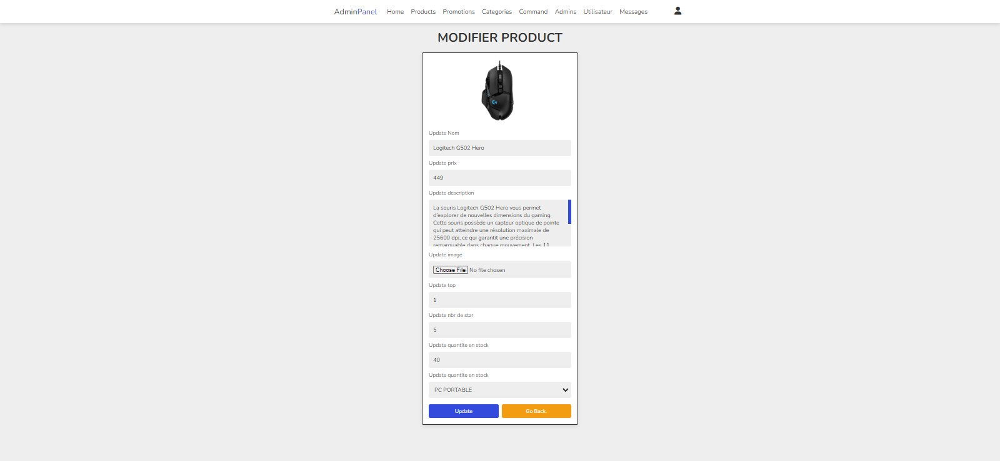 AdminPanel Home Products Promotions Categories Command Admins Utilisateur Messages
MODIFIER PRODUCT
Update Nom
Logitech G502 Hero
Update prix
449
Update description
La souris Logitech G502 Hero vous permet
d'explorer de nouvelles dimensions du gaming.
Cette souris possède un capteur optique de pointe
qui peut atteindre une résolution maximale de
25600 dpi, ce qui garantit une précision
remarquable dans chaque mouvement. Les 11
Update image
Choose File No file chosen
Update top
1
Update nbr de star
5
Update quantite en stock
40
Update quantite en stock
PC PORTABLE
Update Go Back.